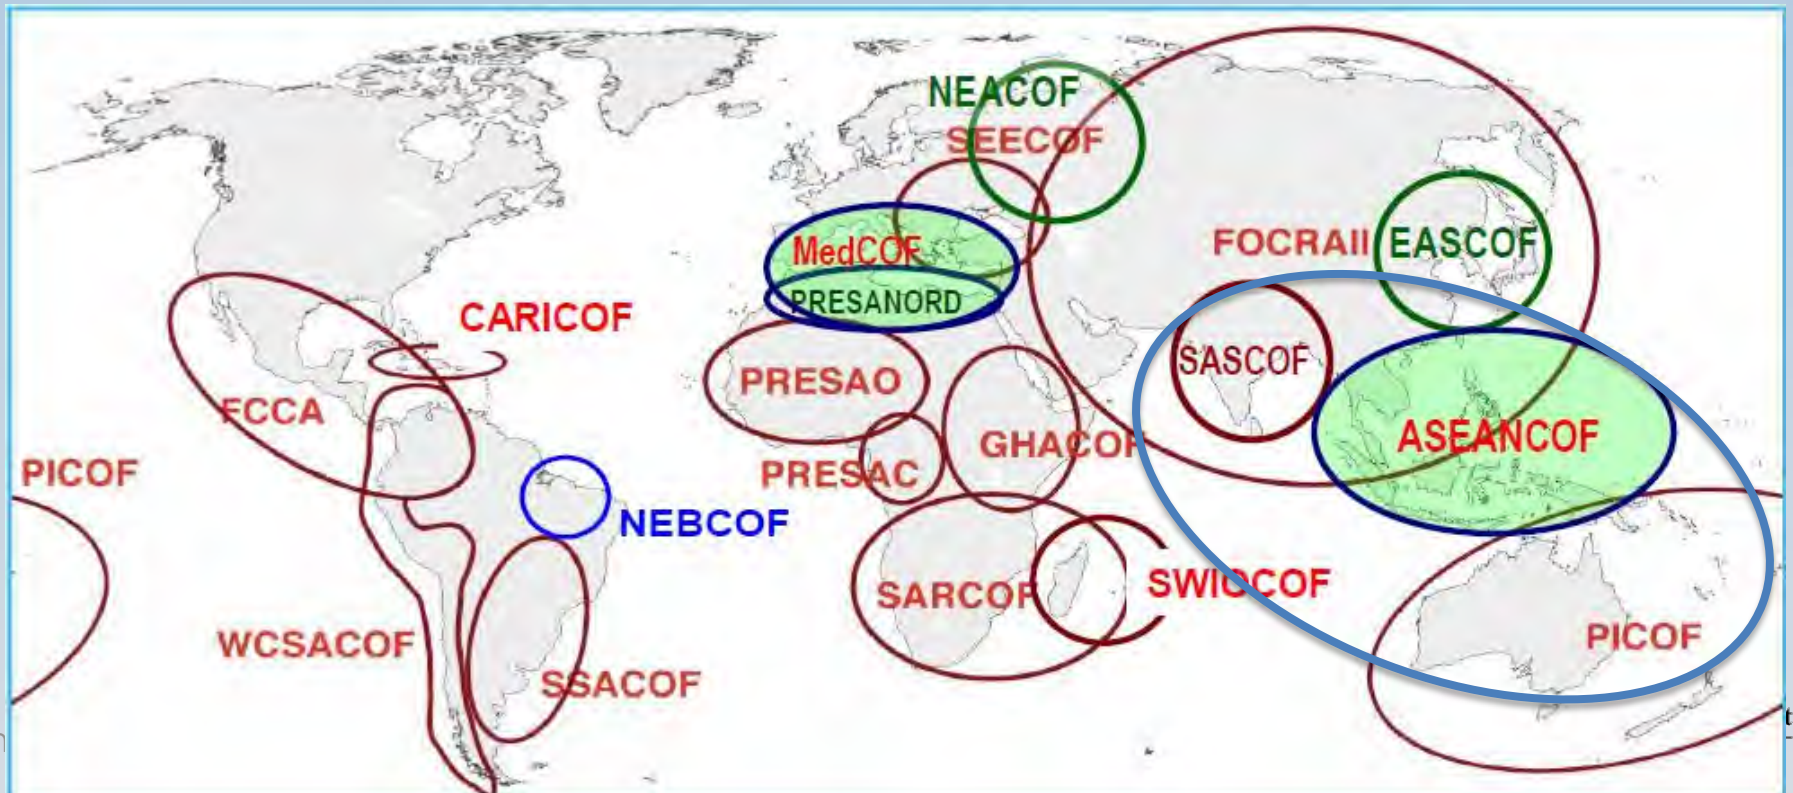 NEACOF
SEECOF
FOCRAII
EASCOF
MedCOF
PRESANORD
CARICOF
SASCOF
PRESAO
FCCA
ASEANCOF
GHACOF
PICOF
PRESAC
NEBCOF
SARCOF
SWIOCOF
PICOF
WCSACOF
SSACOF